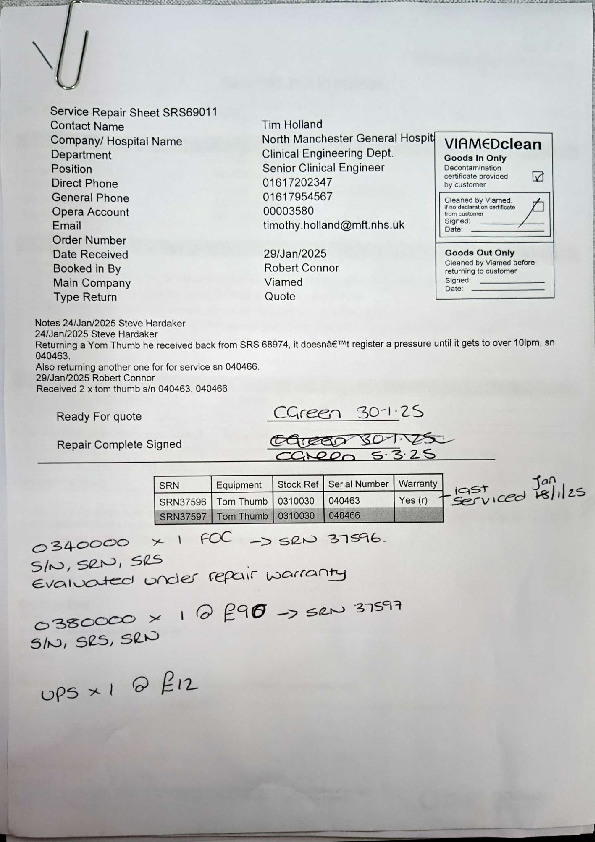 Service Repair Sheet SRS69011
Contact Name Tim Holland
Company/ Hospital Name North Manchester General Hospit
Department Clinical Engineering Dept.
Position Senior Clinical Engineer
Direct Phone 01617202347
General Phone 01617954567
Opera Account 00003580
Email timothy.holland@mft.nhs.uk
Order Number
Date Received 29/Jan/2025
Booked in By Robert Connor
Main Company Viamed
Type Return Quote
VIAMEDclean
Goods In Only
Decontamination
certificate provided
by customer
Cleaned by Viamed,
if no declaration certificate
from customer
Signed:
Date:
Goods Out Only
Cleaned by Viamed before
returning to customer
Signed
Date:
Notes 24/Jan/2025 Steve Hardaker
24/Jan/2025 Steve Hardaker
Returning a Yom Thumb he received back from SRS 68974, it doesnâ€™t register a pressure until it gets to over 10lpm, sn
040463.
Also returning another one for for service sn 040466.
29/Jan/2025 Robert Connor
Received 2 x tom thumb s/n 040463, 040466
Ready For quote CGreen 30-1-25
Repair Complete Signed CGreen 30-1-25
CGreen 5-3-25
SRN Equipment Stock Ref Serial Number Warranty
SRN37596 Tom Thumb 0310030 040463 Yes (r)
SRN37597 Tom Thumb 0310030 040466
last serviced Jan
0340000 x 1 FOC -> SRN 37596.
S/N, SRN, SRS
Evaluated under repair warranty
0380000 x 1 @ £90 -> SRN 37597
S/N, SRS, SRN
UPS x 1 @ £12